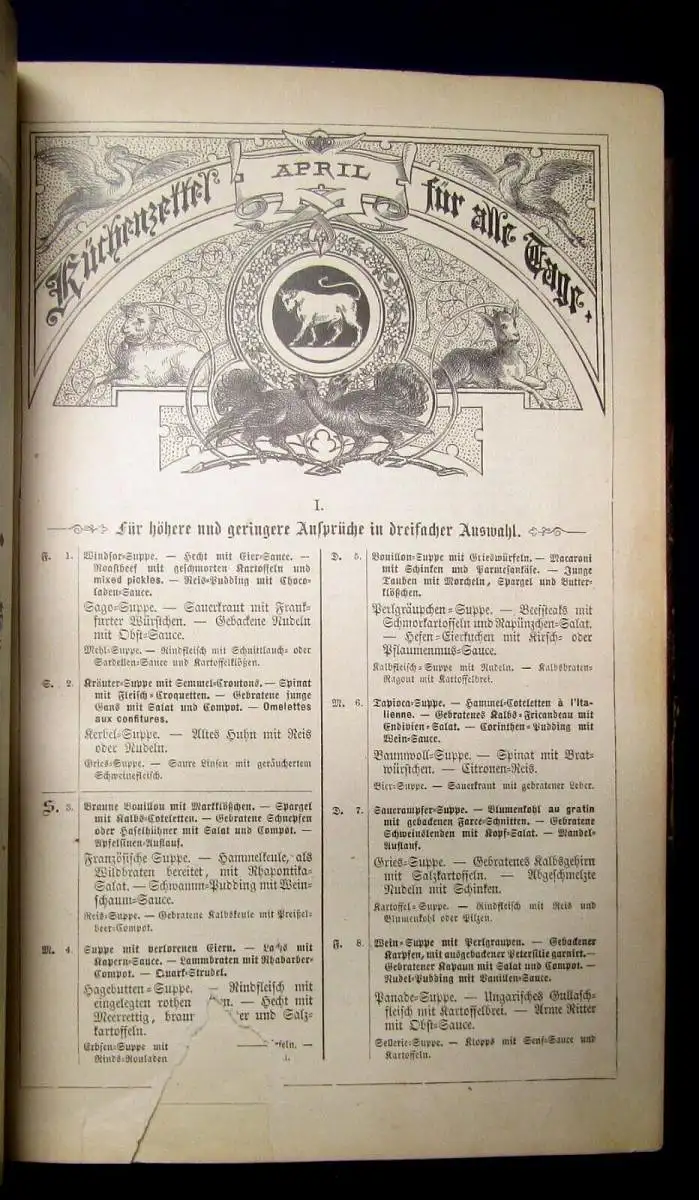 APRIL
Küchenzettel für alle Tage.
I.
Für höhere und geringere Ansprüche in dreifacher Auswahl.
F. 1. Windsor-Suppe. — Hecht mit Eier-Sauce. —
Roastbeef mit geschmorten Kartoffeln und
mixed pickles. — Reis-Pudding mit Choco-
laden-Sauce.
Sago-Suppe. — Sauerkraut mit Frank-
furter Würstchen. — Gebackene Nudeln
mit Obst-Sauce.
Mehl-Suppe. — Rindfleisch mit Schnittlauch- oder
Sardellen-Sauce und Kartoffelklößen.
S. 2. Kräuter-Suppe mit Semmel-Croutons. — Spinat
mit Fleisch-Croquetten. — Gebratene junge
Gans mit Salat und Compot. — Omelettes
aux confitures.
Kerbel-Suppe. — Altes Huhn mit Reis
oder Nudeln.
Gries-Suppe. — Saure Linsen mit geräuchertem
Schweinefleisch.
S. 3. Braune Bouillon mit Markklößchen. — Spargel
mit Kalbs-Coteletten. — Gebratene Schnepfen
oder Haselhühner mit Salat und Compot. —
Apfelsinen-Auflauf.
Französische Suppe. — Hammelkeule, als
Wildbraten bereitet, mit Rhapontika-
Salat. — Schwamm-Pudding mit Wein-
schaum-Sauce.
Reis-Suppe. — Gebratene Kalbskeule mit Preißel-
beer-Compot.
M. 4. Suppe mit verlorenen Eiern. — Lachs mit
Kapern-Sauce. — Lammbraten mit Rhabarber-
Compot. — Quark-Strudel.
Hagebutten-Suppe. — Rindfleisch mit
eingelegten rothen — Hecht mit
Meerrettig, braun und Salz-
kartoffeln.
Erbsen-Suppe mit —
Rinds-Rouladen
D. 5. Bouillon-Suppe mit Grieswürfeln. — Macaroni
mit Schinken und Parmesankäse. — Junge
Tauben mit Morcheln, Spargel und Butter-
klößchen.
Perlgräupchen-Suppe. — Beefsteaks mit
Schmorkartoffeln und Rapünzchen-Salat.
— Hefen-Eierkuchen mit Kirsch- oder
Pflaumenmus-Sauce.
Kalbfleisch-Suppe mit Nudeln. — Kalbsbraten-
Ragout mit Kartoffelbrei.
M. 6. Tapioca-Suppe. — Hammel-Coteletten à l'Ita-
lienne. — Gebratenes Kalbs-Fricandeau mit
Endivien-Salat. — Corinthen-Pudding mit
Wein-Sauce.
Baumwoll-Suppe. — Spinat mit Brat-
würstchen. — Citronen-Reis.
Bier-Suppe. — Sauerkraut mit gebratener Leber.
D. 7. Sauerampfer-Suppe. — Blumenkohl au gratin
mit gebackenen Farce-Schnitten. — Gebratene
Schweinslenden mit Kopf-Salat. — Mandel-
Auflauf.
Gries-Suppe. — Gebratenes Kalbsgehirn
mit Salzkartoffeln. — Abgeschmelzte
Nudeln mit Schinken.
Kartoffel-Suppe. — Rindfleisch mit Reis und
Blumenkohl oder Pilzen.
F. 8. Wein-Suppe mit Perlgraupen. — Gebackener
Karpfen, mit ausgebackener Petersilie garniert. —
Gebratener Kapaun mit Salat und Compot. —
Nudel-Pudding mit Vanillen-Sauce.
Panade-Suppe. — Ungarisches Gullasch-
fleisch mit Kartoffelbrei. — Arme Ritter
mit Obst-Sauce.
Sellerie-Suppe. — Klopps mit Senf-Sauce und
Kartoffeln.